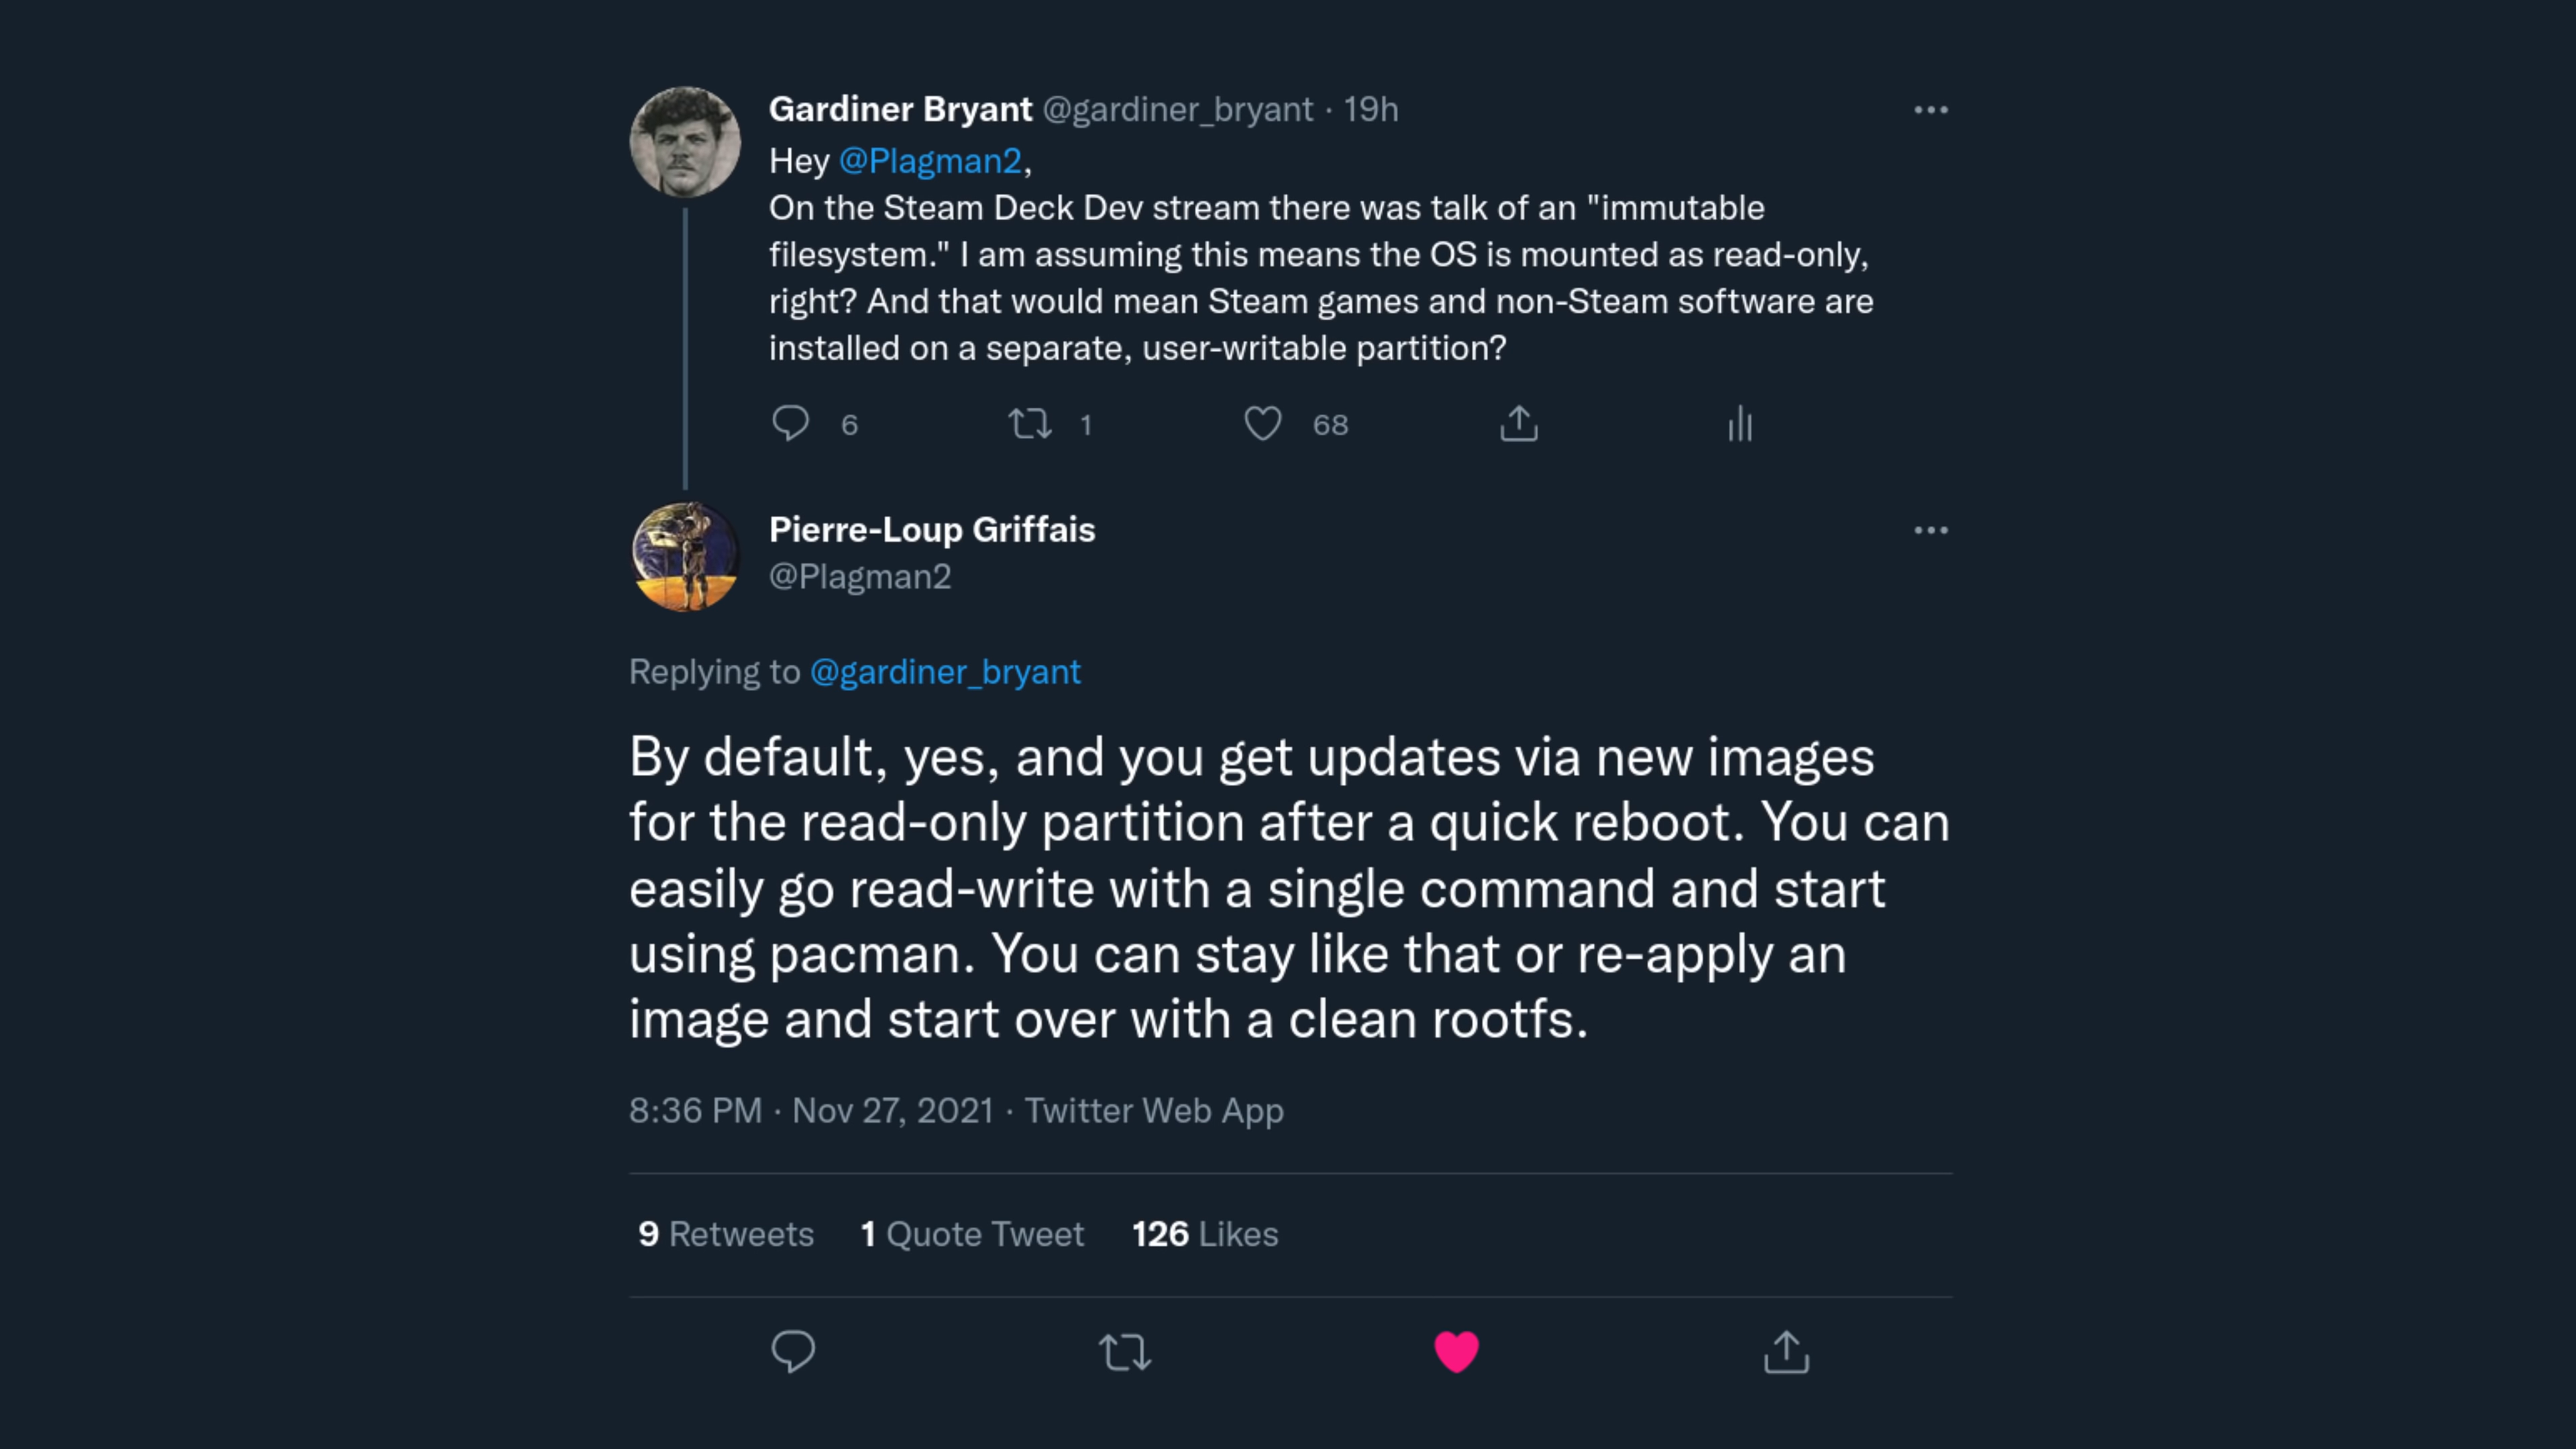 Gardiner Bryant @gardiner_bryant · 19h
Hey @Plagman2,
On the Steam Deck Dev stream there was talk of an "immutable
filesystem." I am assuming this means the OS is mounted as read-only,
right? And that would mean Steam games and non-Steam software are
installed on a separate, user-writable partition?
6 1 68
Pierre-Loup Griffais
@Plagman2
Replying to @gardiner_bryant
By default, yes, and you get updates via new images
for the read-only partition after a quick reboot. You can
easily go read-write with a single command and start
using pacman. You can stay like that or re-apply an
image and start over with a clean rootfs.
8:36 PM · Nov 27, 2021 · Twitter Web App
9 Retweets 1 Quote Tweet 126 Likes